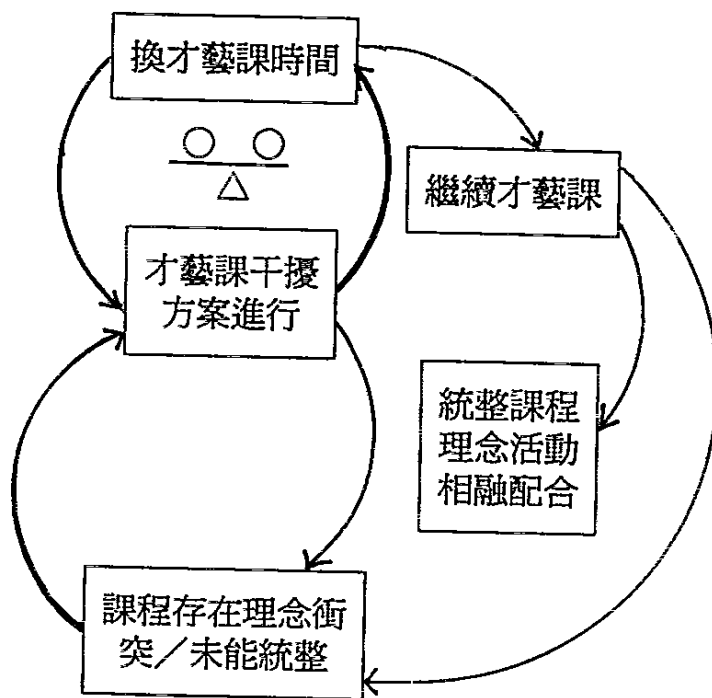 換才藝課時間
繼續才藝課
才藝課干擾
方案進行
統整課程
理念活動
相融配合
課程存在理念衝
突／未能統整